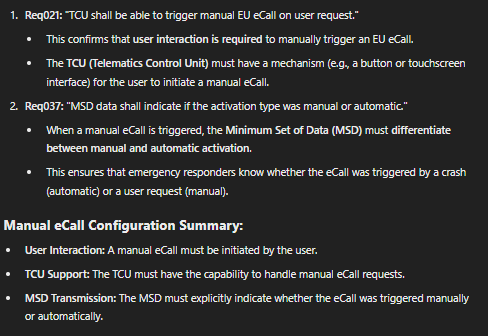 1. Req021: "TCU shall be able to trigger manual EU eCall on user request."
• This confirms that user interaction is required to manually trigger an EU eCall.
• The TCU (Telematics Control Unit) must have a mechanism (e.g., a button or touchscreen
interface) for the user to initiate a manual eCall.
2. Req037: "MSD data shall indicate if the activation type was manual or automatic."
• When a manual eCall is triggered, the Minimum Set of Data (MSD) must differentiate
between manual and automatic activation.
• This ensures that emergency responders know whether the eCall was triggered by a crash
(automatic) or a user request (manual).
Manual eCall Configuration Summary:
• User Interaction: A manual eCall must be initiated by the user.
• TCU Support: The TCU must have the capability to handle manual eCall requests.
• MSD Transmission: The MSD must explicitly indicate whether the eCall was triggered manually
or automatically.